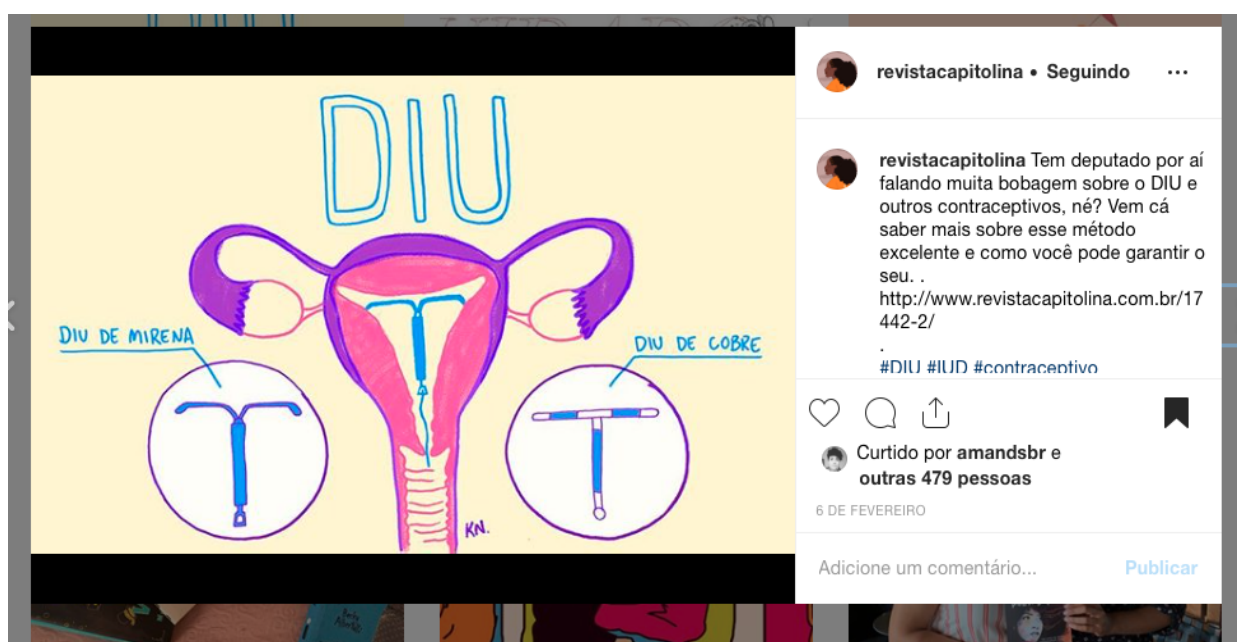 DIU
DIU DE MIRENA
DIU DE COBRE
KN.
revistacapitolina • Seguindo
revistacapitolina Tem deputado por aí
falando muita bobagem sobre o DIU e
outros contraceptivos, né? Vem cá
saber mais sobre esse método
excelente e como você pode garantir o
seu. .
http://www.revistacapitolina.com.br/17
442-2/
.
#DIU #IUD #contraceptivo
Curtido por amandsbr e
outras 479 pessoas
6 DE FEVEREIRO
Adicione um comentário... Publicar